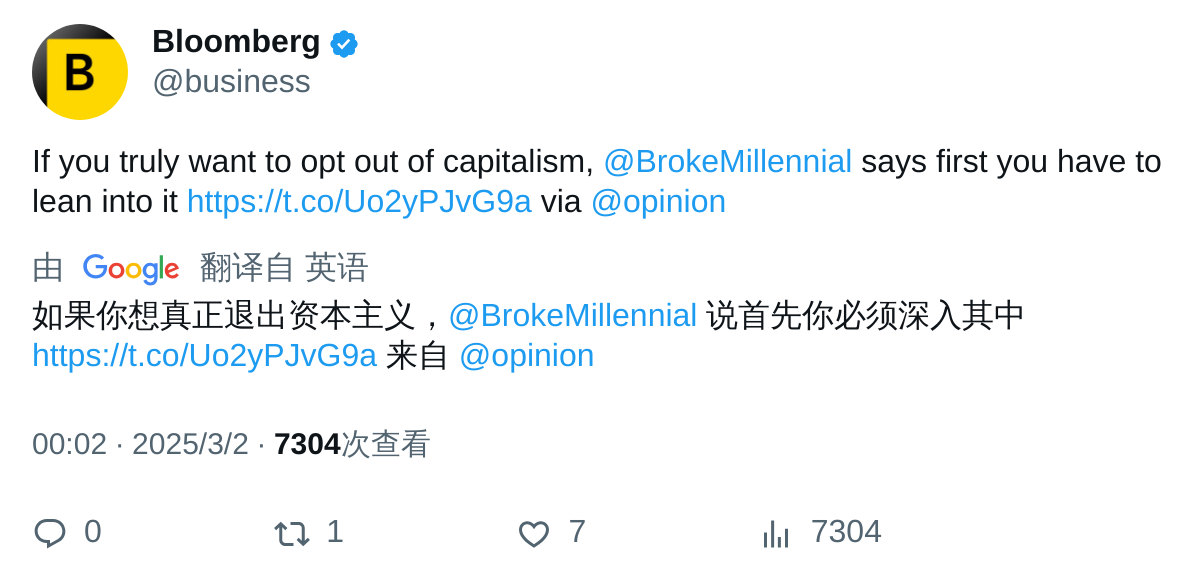 B
Bloomberg
@business
If you truly want to opt out of capitalism, @BrokeMillennial says first you have to
lean into it https://t.co/Uo2yPJvG9a via @opinion
由 Google 翻译自 英语
如果你想真正退出资本主义，@BrokeMillennial 说首先你必须深入其中
https://t.co/Uo2yPJvG9a 来自 @opinion
00:02 · 2025/3/2 · 7304次查看
0 1 7 7304